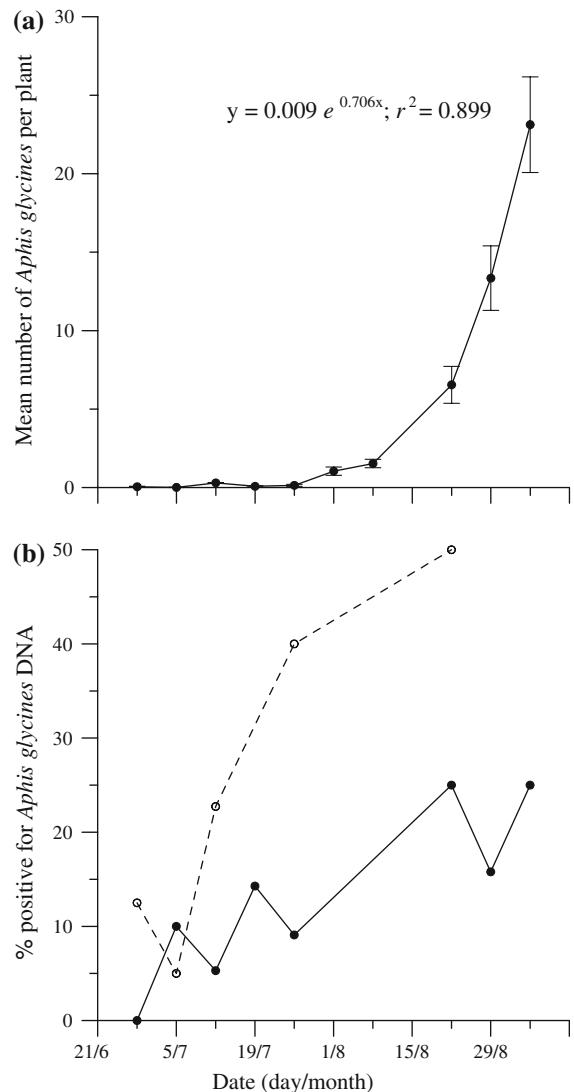 (a)
30
20
10
0
Mean number of Aphis glycines per plant
y = 0.009 e^0.706x; r² = 0.899
(b)
50
40
30
20
10
0
% positive for Aphis glycines DNA
21/6 5/7 19/7 1/8 15/8 29/8
Date (day/month)